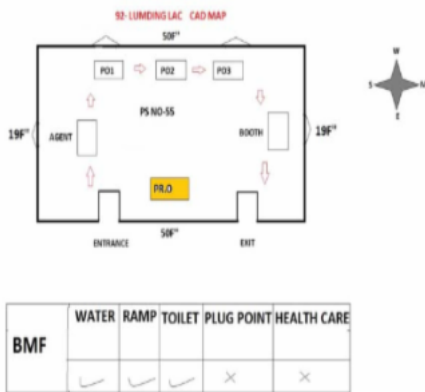 92- LUMDING LAC CAD MAP
50F"
W
S N
E
PO1 PO2 PO3
PS NO-55
19F" AGENT BOOTH 19F"
PR.O
ENTRANCE 50F" EXIT
BMF WATER RAMP TOILET PLUG POINT HEALTH CARE